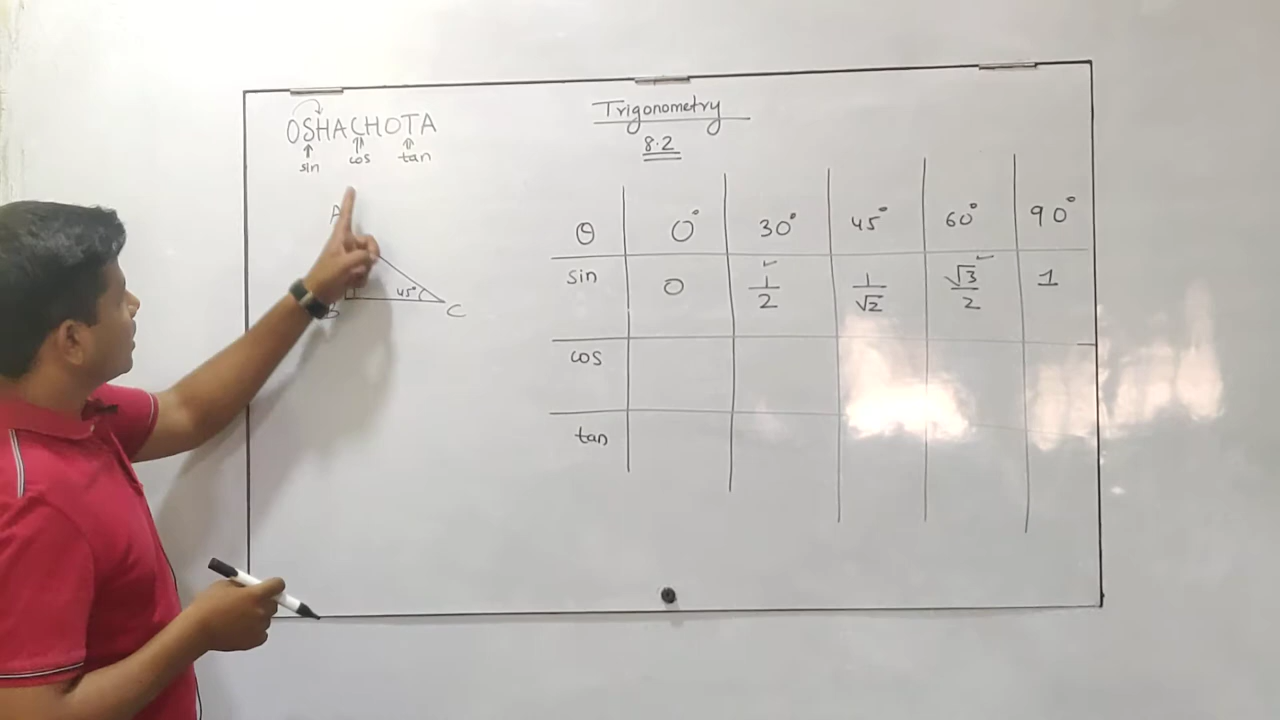 OSHACHOTA
sin cos tan
A
45°
C
Trigonometry
8.2
θ 0° 30° 45° 60° 90°
sin 0 1/2 1/√2 √3/2 1
cos
tan